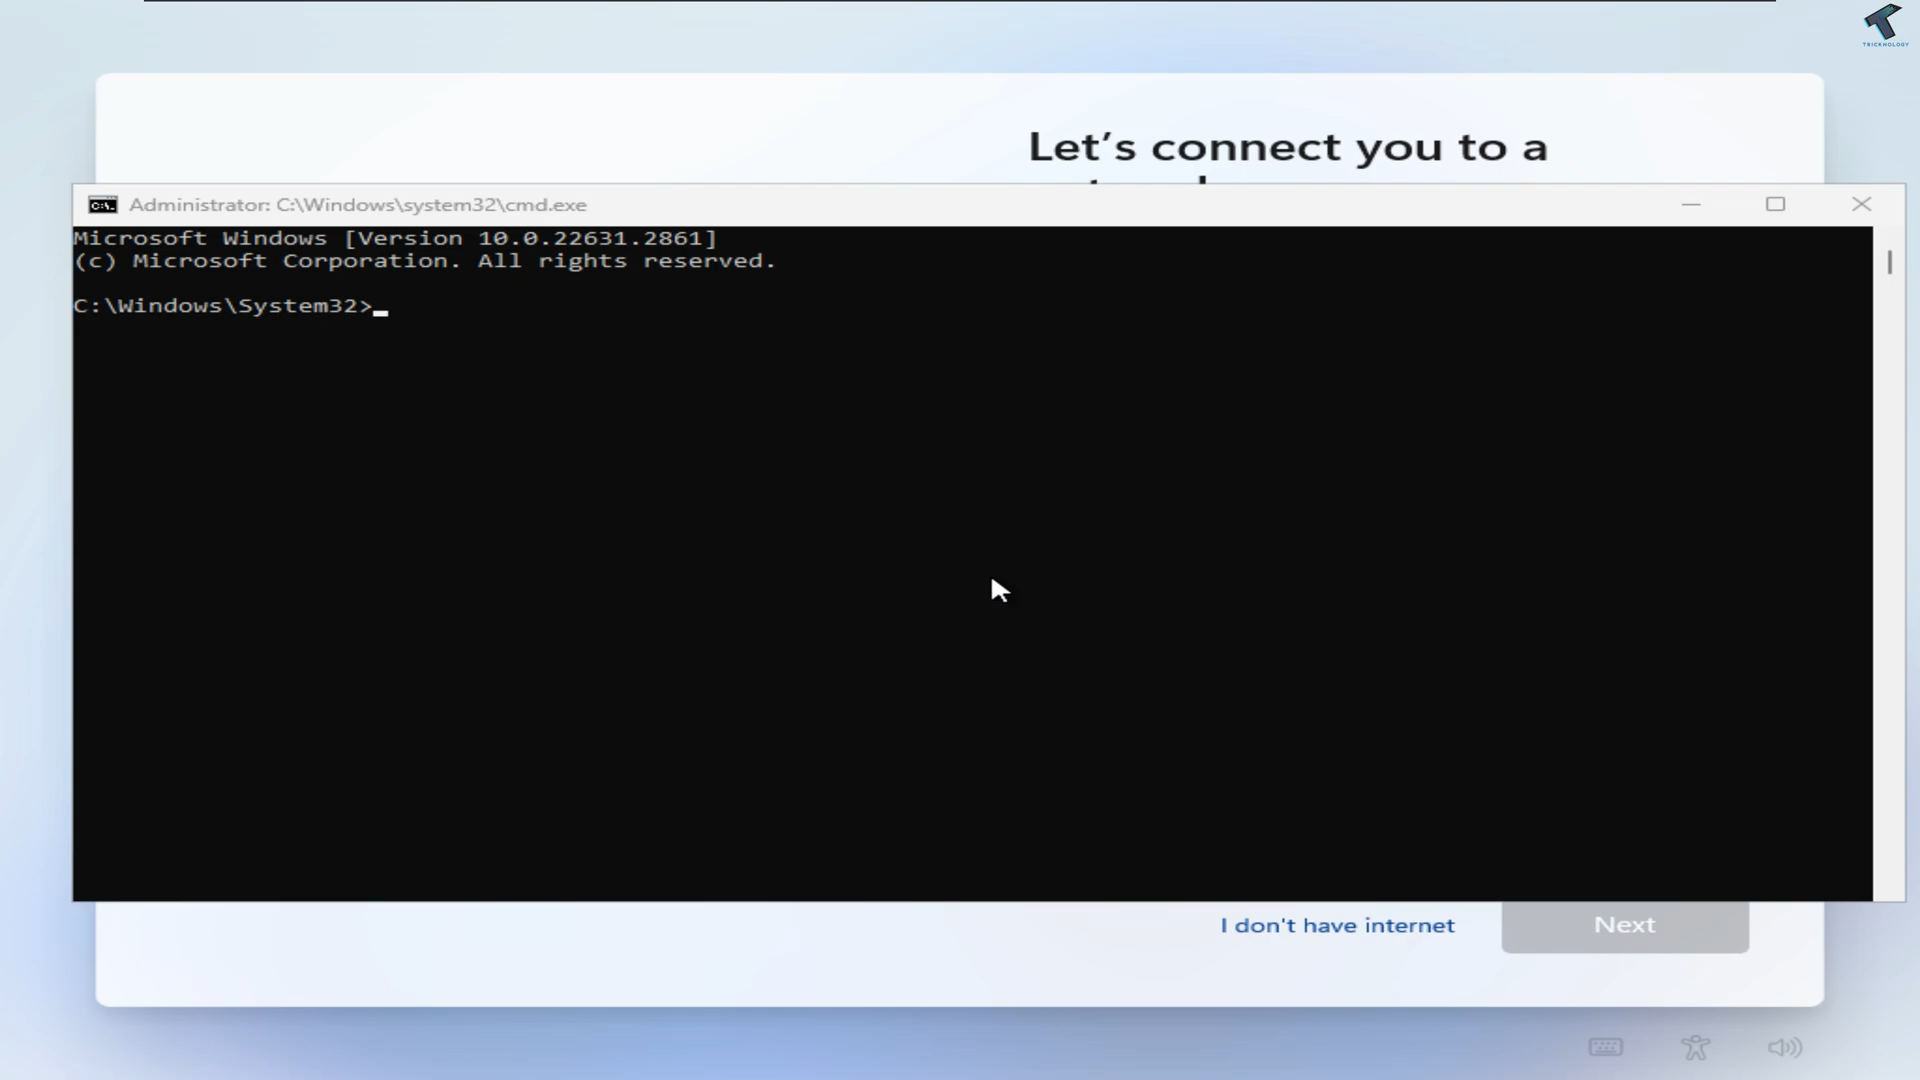 TRICKNOLOGY
Let’s connect you to a
Administrator: C:\Windows\system32\cmd.exe
Microsoft Windows [Version 10.0.22631.2861]
(c) Microsoft Corporation. All rights reserved.
C:\Windows\System32>
I don't have internet
Next